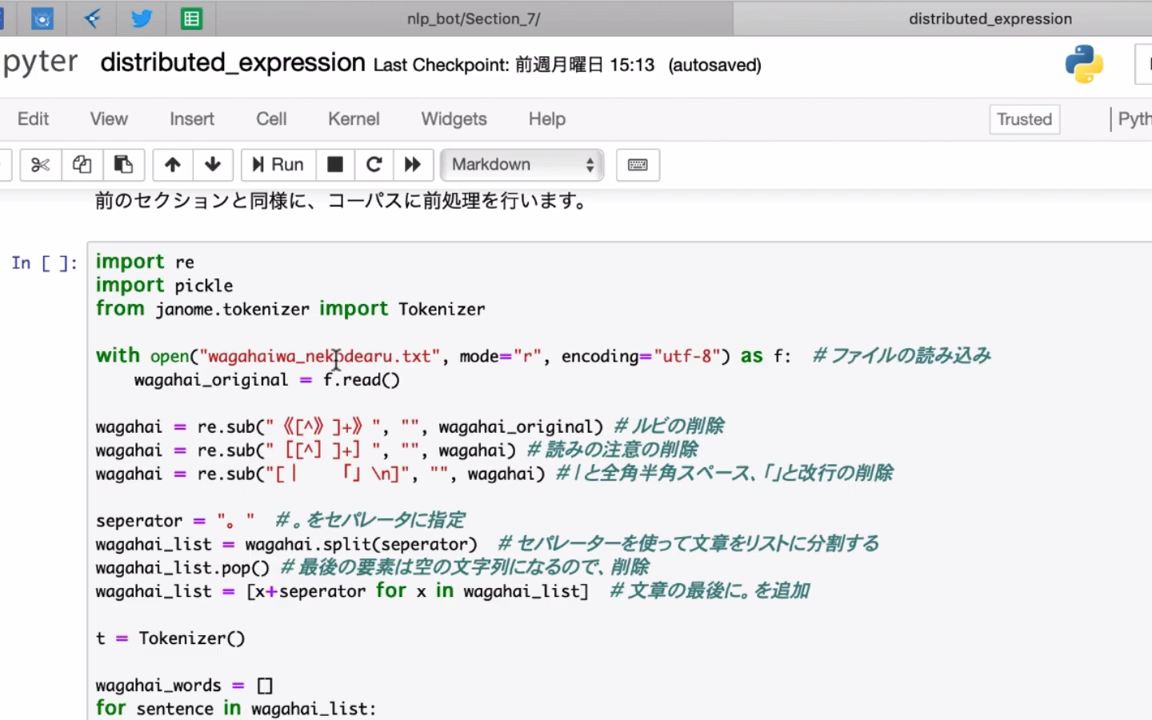 nlp_bot/Section_7/ distributed_expression
pyter distributed_expression Last Checkpoint: 前週月曜日 15:13 (autosaved)
Edit View Insert Cell Kernel Widgets Help Trusted Pyth
Run Markdown
前のセクションと同様に、コーパスに前処理を行います。
In [ ]: import re
import pickle
from janome.tokenizer import Tokenizer
with open("wagahaiwa_nekodearu.txt", mode="r", encoding="utf-8") as f: # ファイルの読み込み
wagahai_original = f.read()
wagahai = re.sub("《[^》]+》", "", wagahai_original) # ルビの削除
wagahai = re.sub("［[^］]+］", "", wagahai) # 読みの注意の削除
wagahai = re.sub("[｜　 「」\n]", "", wagahai) # ｜と全角半角スペース、「」と改行の削除
seperator = "。" # 。をセパレータに指定
wagahai_list = wagahai.split(seperator) # セパレーターを使って文章をリストに分割する
wagahai_list.pop() # 最後の要素は空の文字列になるので、削除
wagahai_list = [x+seperator for x in wagahai_list] # 文章の最後に。を追加
t = Tokenizer()
wagahai_words = []
for sentence in wagahai_list: